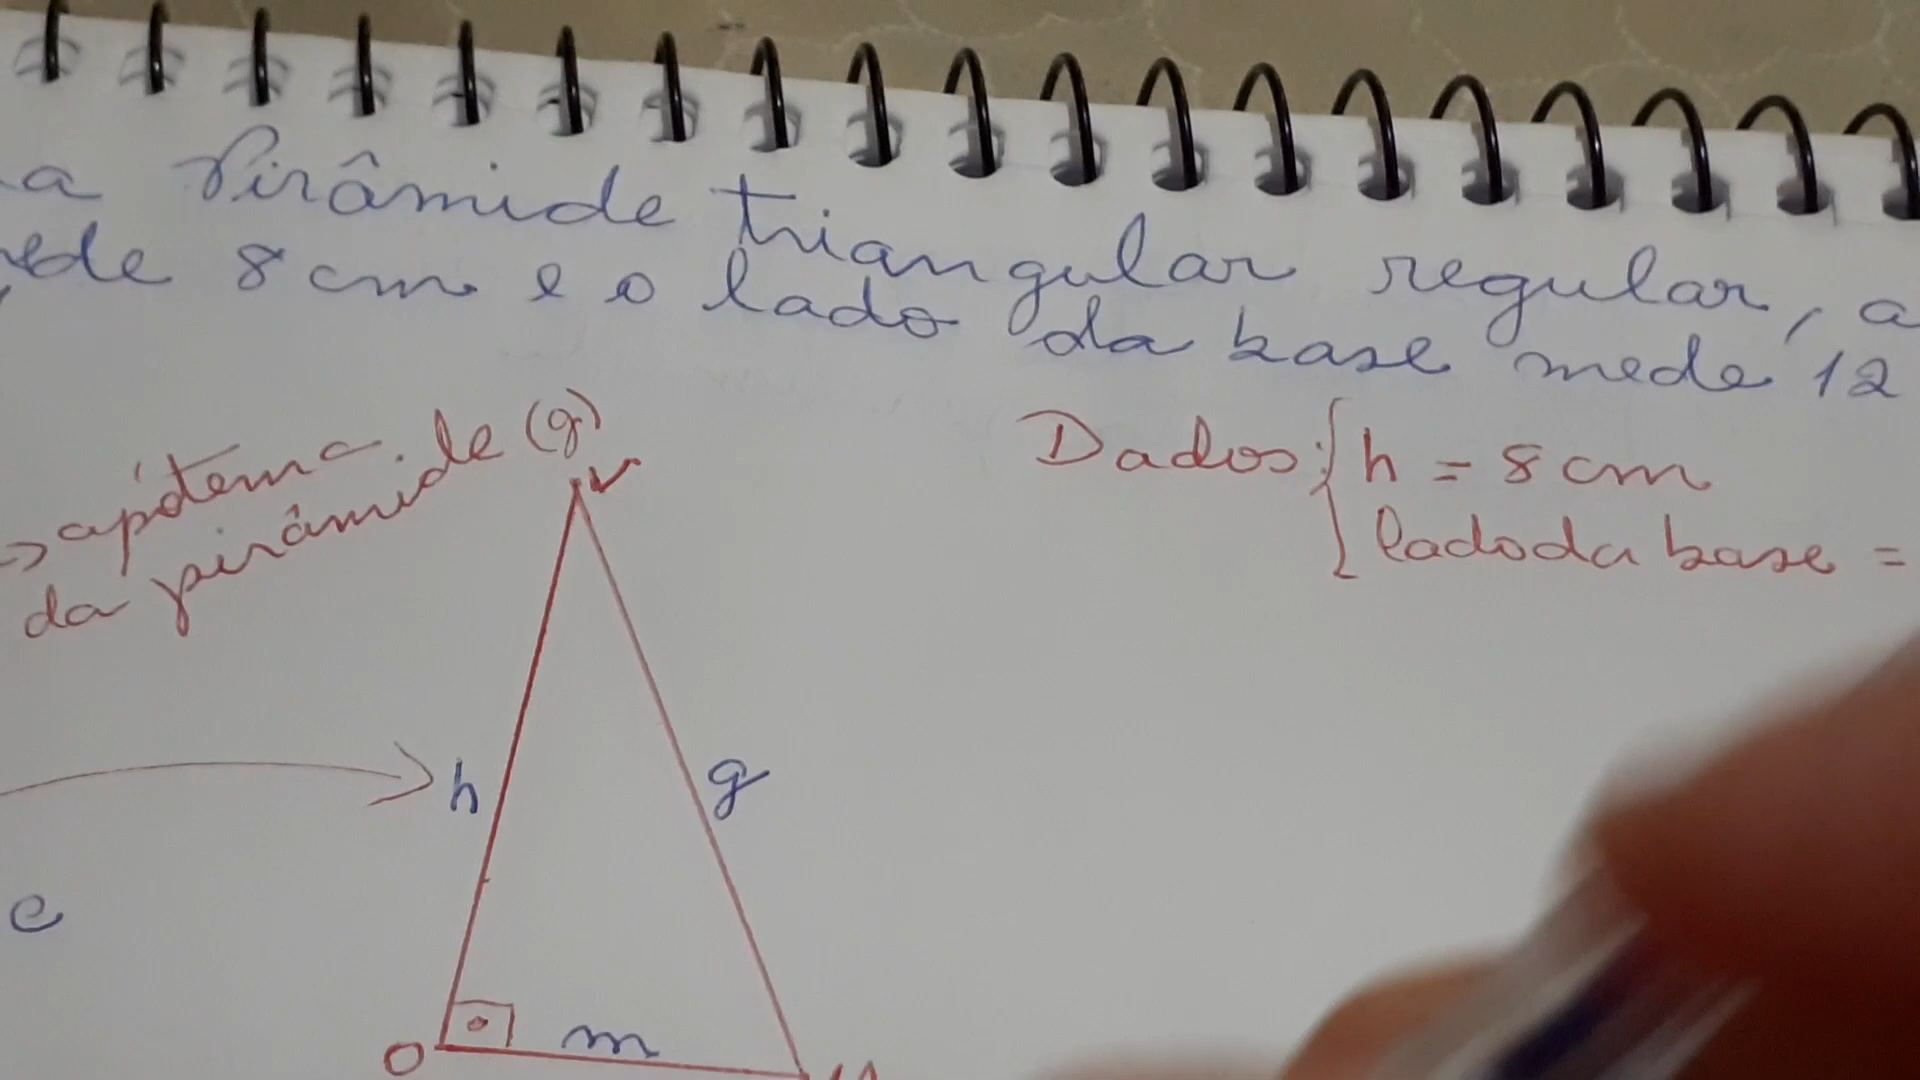 a Pirâmide triangular regular, a
ede 8 cm e o lado da base mede 12
apótema de (g)
da pirâmide
V
Dados: { h = 8 cm
lado da base =
h
g
e
O
m